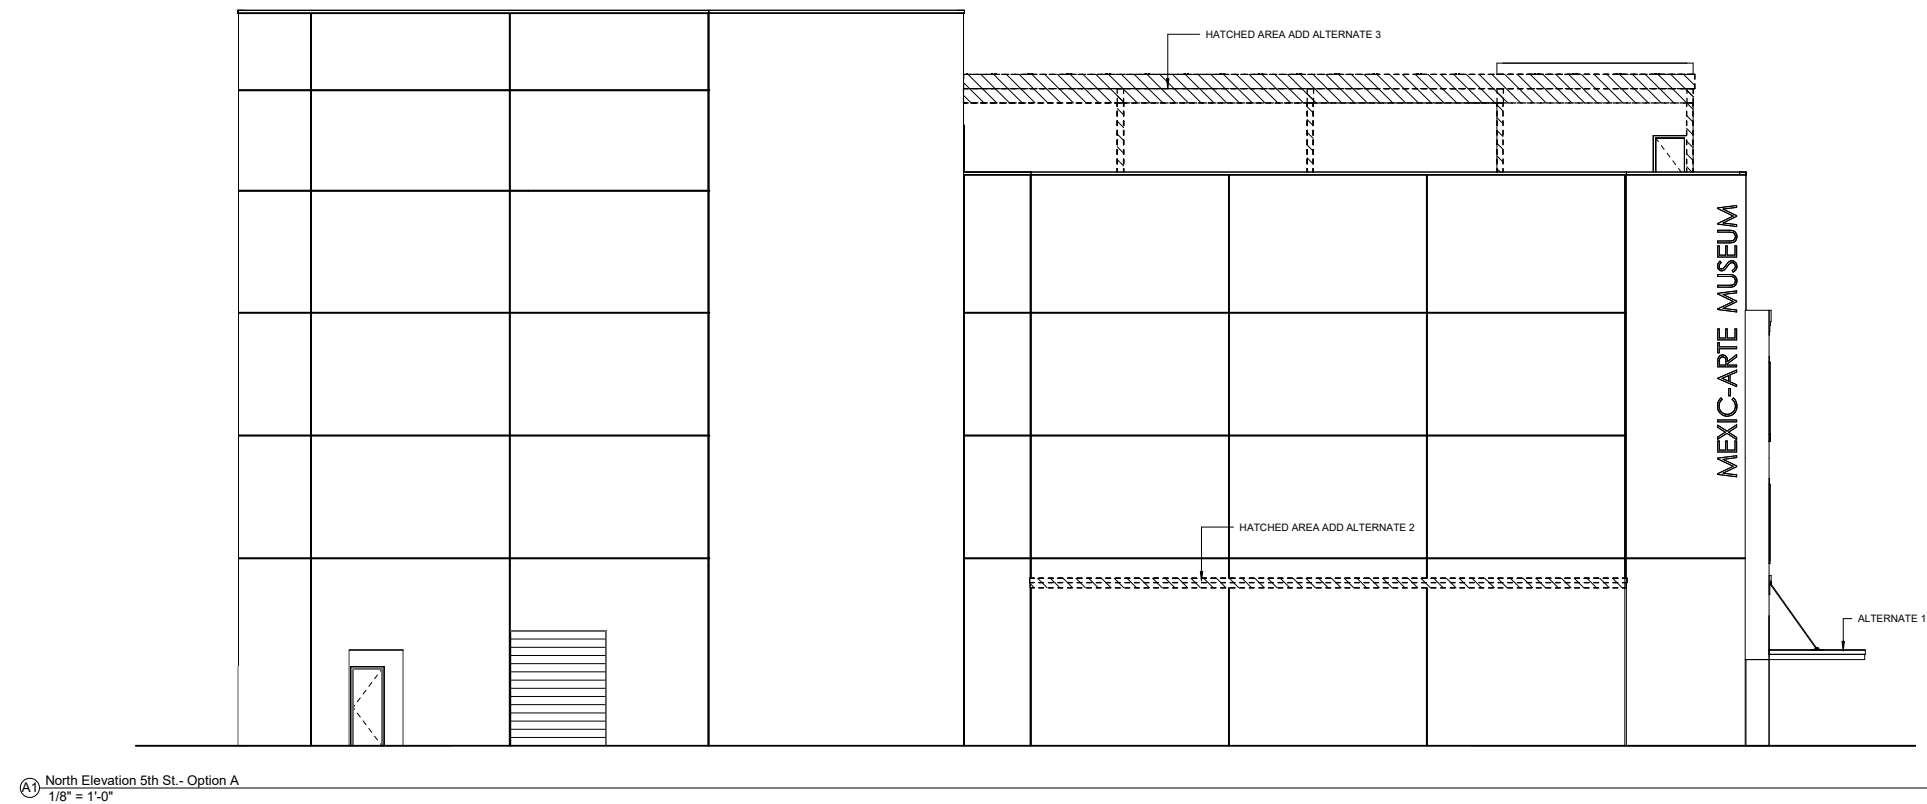 HATCHED AREA ADD ALTERNATE 3
MEXIC-ARTE MUSEUM
HATCHED AREA ADD ALTERNATE 2
ALTERNATE 1
A1
North Elevation 5th St.- Option A
1/8" = 1'-0"